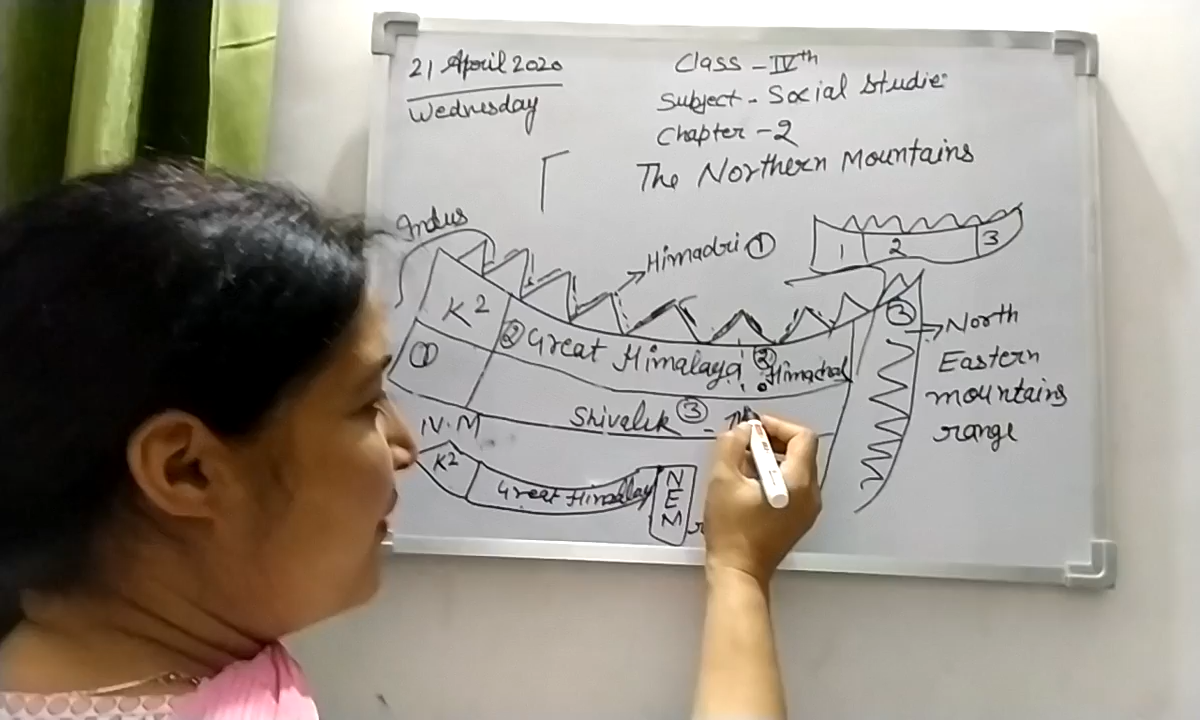 21 April 2020
Wednesday
Class - IVth
Subject - Social Studie
Chapter - 2
The Northern Mountains
Indus
Himadri ①
1 2 3
K2
② Great Himalaya
② Himachal
①
Shivalik ③ -
③
North
Eastern
mountains
range
N.M
K2
Great Himalay
N
E
M